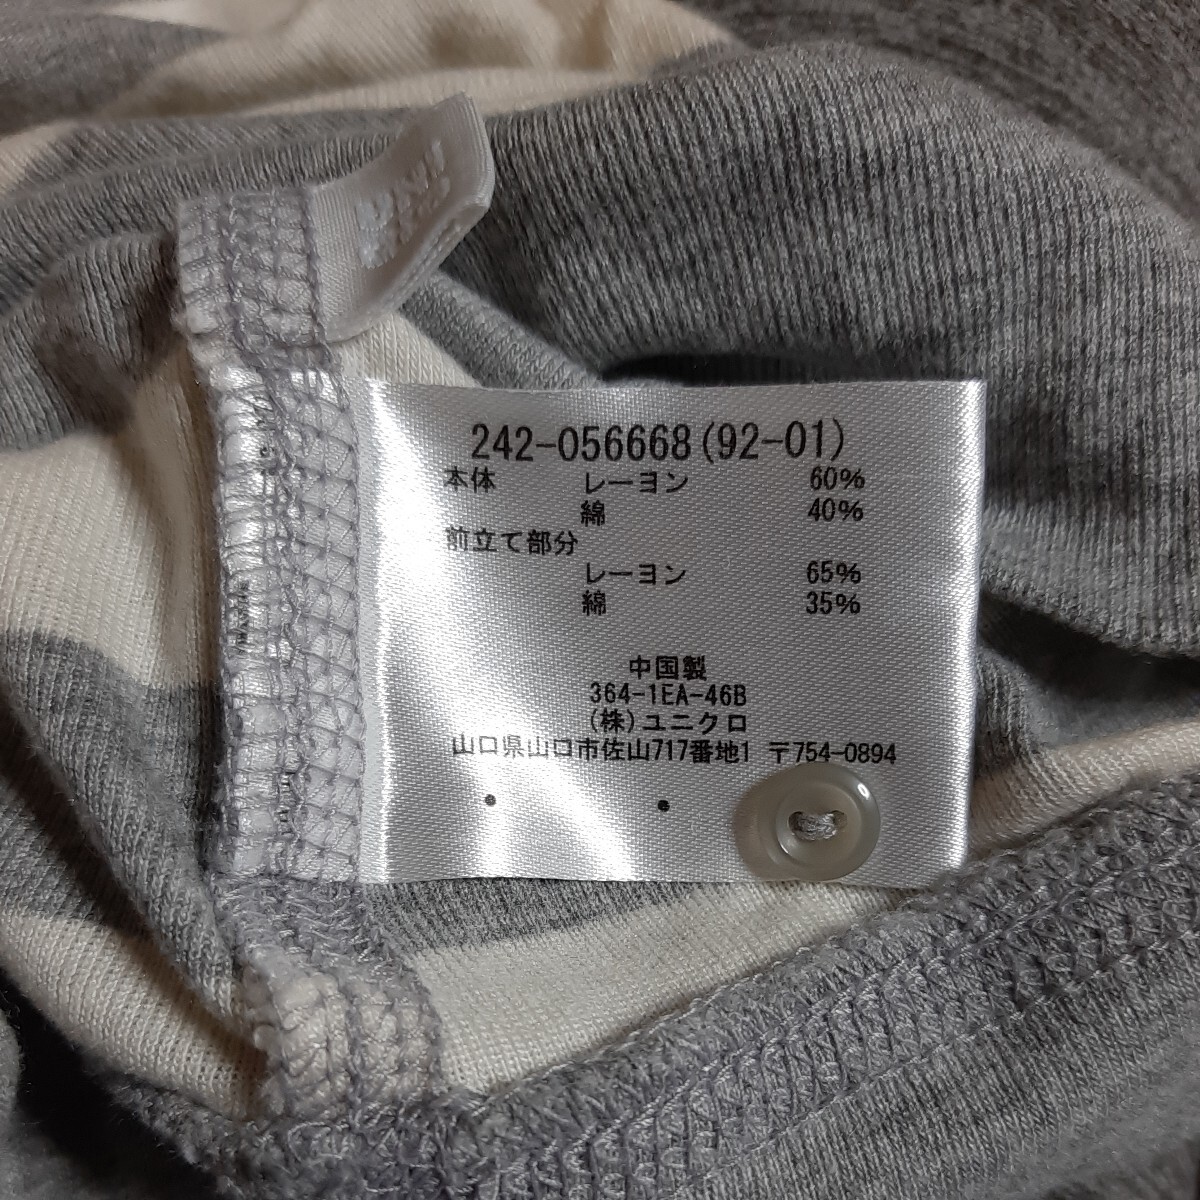 242-056668(92-01)
本体 レーヨン 60%
綿 40%
前立て部分
レーヨン 65%
綿 35%
中国製
364-1EA-46B
(株)ユニクロ
山口県山口市佐山717番地1 〒754-0894